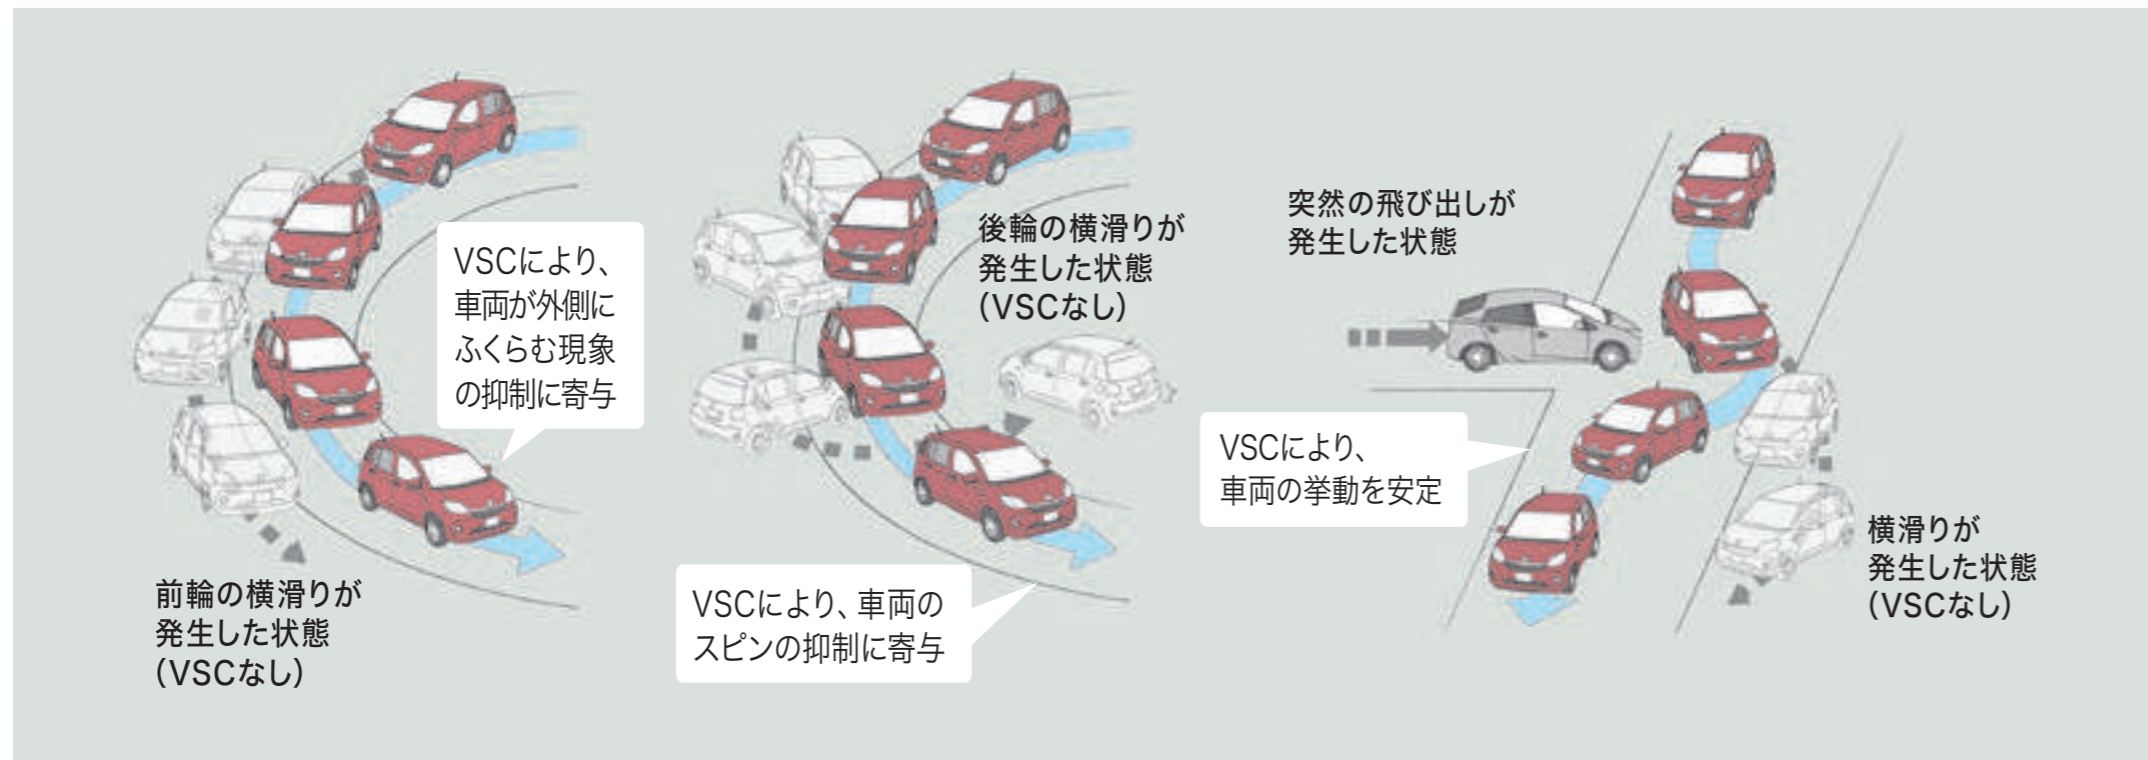 VSCにより、
車両が外側に
ふくらむ現象
の抑制に寄与
前輪の横滑りが
発生した状態
(VSCなし)
後輪の横滑りが
発生した状態
(VSCなし)
VSCにより、車両の
スピンの抑制に寄与
突然の飛び出しが
発生した状態
VSCにより、
車両の挙動を安定
横滑りが
発生した状態
(VSCなし)